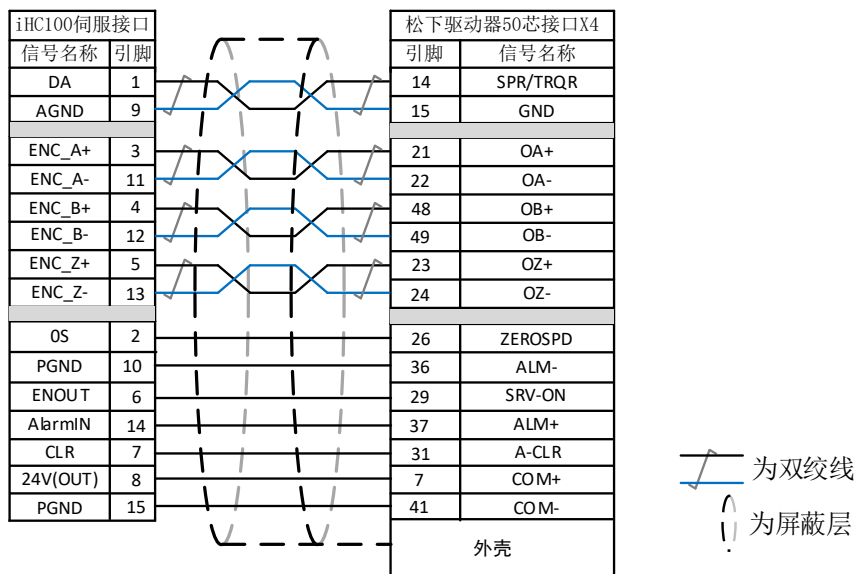 iHC100伺服接口 松下驱动器50芯接口X4
信号名称 引脚 引脚 信号名称
DA 1 14 SPR/TRQR
AGND 9 15 GND
ENC_A+ 3 21 OA+
ENC_A- 11 22 OA-
ENC_B+ 4 48 OB+
ENC_B- 12 49 OB-
ENC_Z+ 5 23 OZ+
ENC_Z- 13 24 OZ-
0S 2 26 ZEROSPD
PGND 10 36 ALM-
ENOUT 6 29 SRV-ON
AlarmIN 14 37 ALM+
CLR 7 31 A-CLR
24V(OUT) 8 7 COM+
PGND 15 41 COM-
外壳
为双绞线
为屏蔽层